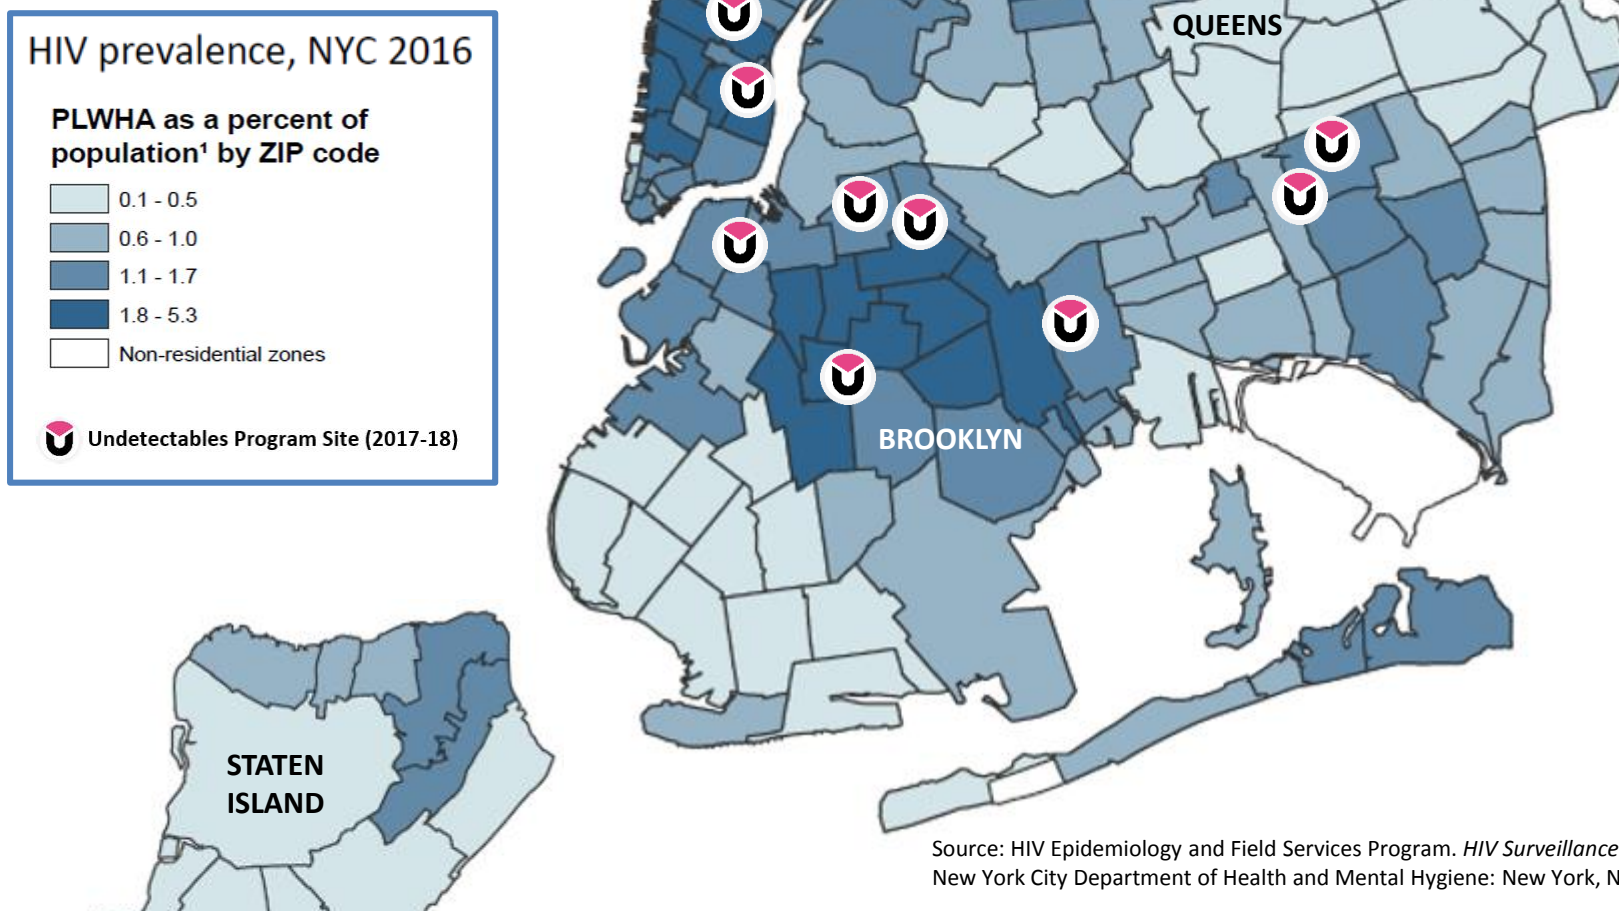 HIV prevalence, NYC 2016
PLWHA as a percent of
population¹ by ZIP code
0.1 - 0.5
0.6 - 1.0
1.1 - 1.7
1.8 - 5.3
Non-residential zones
Undetectables Program Site (2017-18)
QUEENS
BROOKLYN
STATEN
ISLAND
Source: HIV Epidemiology and Field Services Program. HIV Surveillance
New York City Department of Health and Mental Hygiene: New York, N